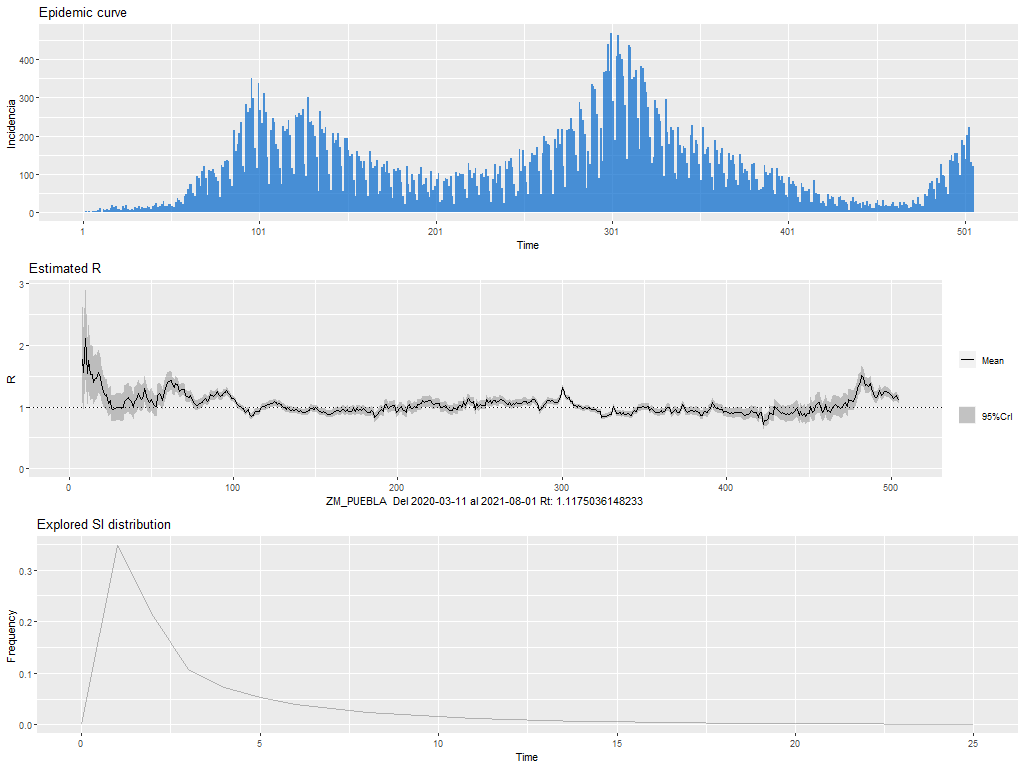 Epidemic curve
Incidencia
400
300
200
100
0
1
101
201
301
401
501
Time
Estimated R
R
3
2
1
0
0
100
200
300
400
500
ZM_PUEBLA Del 2020-03-11 al 2021-08-01 Rt: 1.1175036148233
Mean
95%CrI
Explored SI distribution
Frequency
0.3
0.2
0.1
0.0
0
5
10
15
20
25
Time